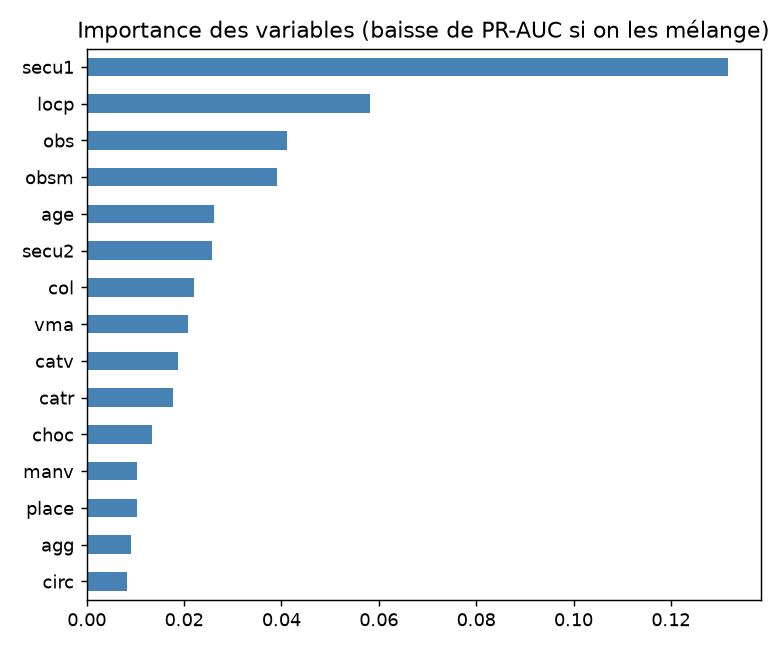 Importance des variables (baisse de PR-AUC si on les mélange)
secu1
locp
obs
obsm
age
secu2
col
vma
catv
catr
choc
manv
place
agg
circ
0.00 0.02 0.04 0.06 0.08 0.10 0.12